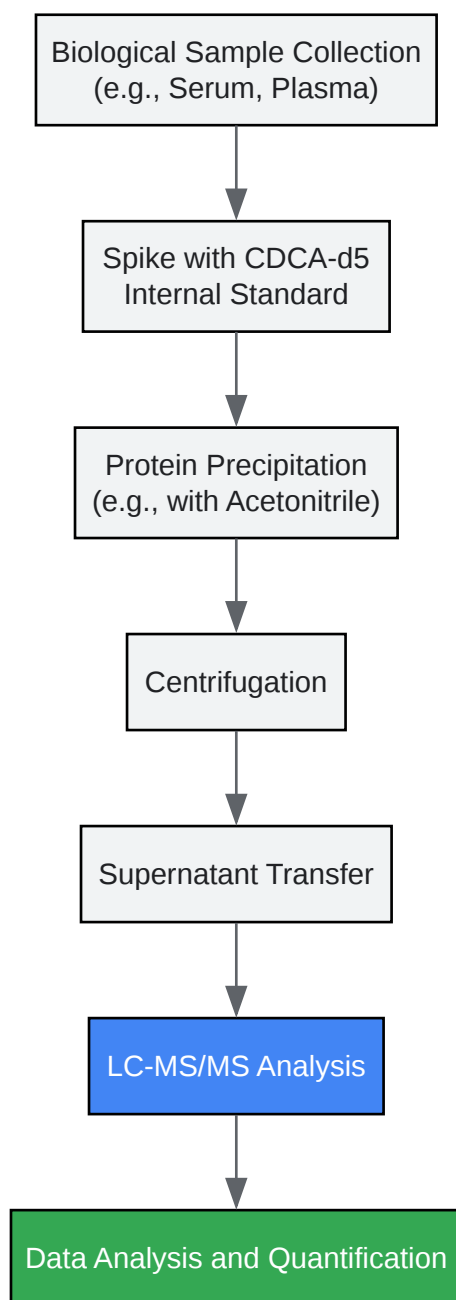 Biological Sample Collection
(e.g., Serum, Plasma)
Spike with CDCA-d5
Internal Standard
Protein Precipitation
(e.g., with Acetonitrile)
Centrifugation
Supernatant Transfer
LC-MS/MS Analysis
Data Analysis and Quantification